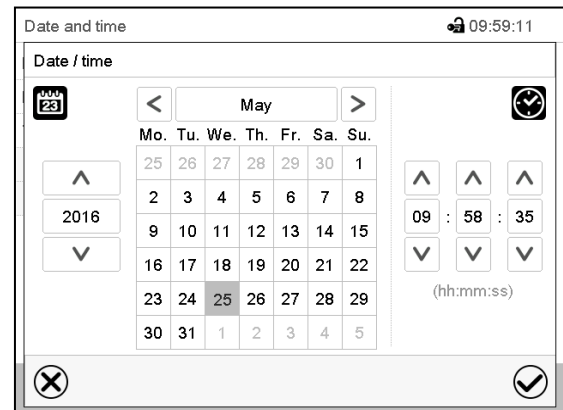 Date and time 09:59:11
Date / time
23
< May >
Mo. Tu. We. Th. Fr. Sa. Su.
25 26 27 28 29 30 1
2 3 4 5 6 7 8
2016
09 : 58 : 35
9 10 11 12 13 14 15
16 17 18 19 20 21 22
(hh:mm:ss)
23 24 25 26 27 28 29
30 31 1 2 3 4 5